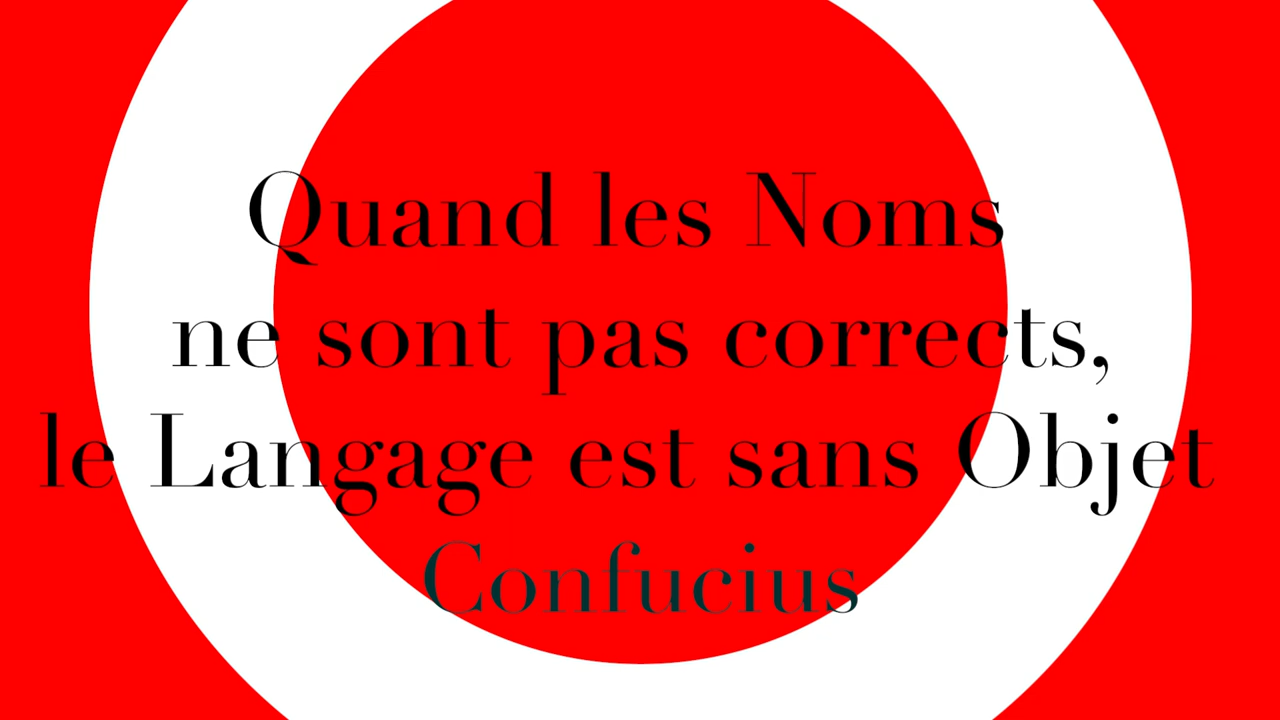 Quand les Noms
ne sont pas corrects,
le Langage est sans Objet
Confucius